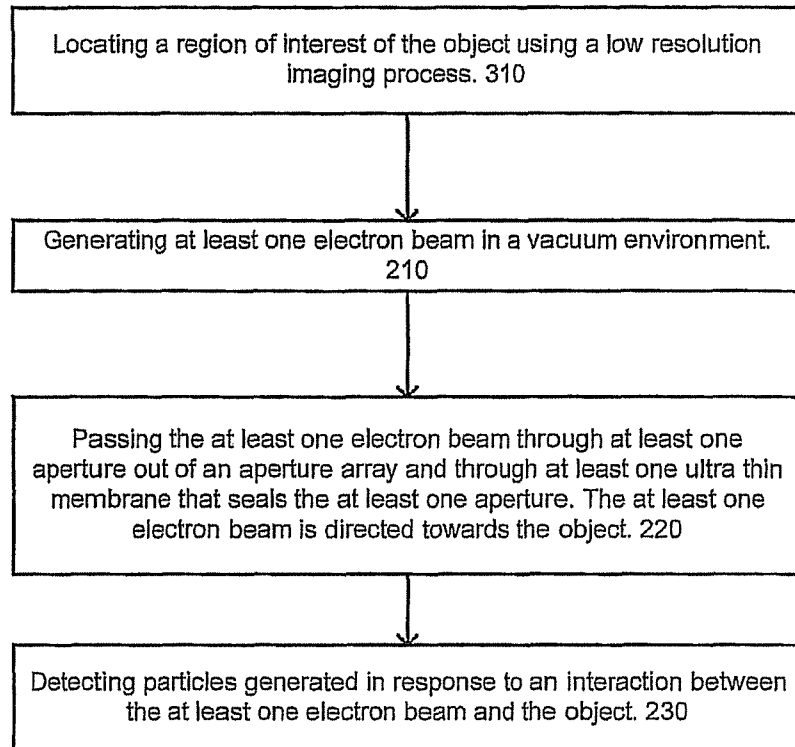 Locating a region of interest of the object using a low resolution
imaging process. 310
Generating at least one electron beam in a vacuum environment.
210
Passing the at least one electron beam through at least one
aperture out of an aperture array and through at least one ultra thin
membrane that seals the at least one aperture. The at least one
electron beam is directed towards the object. 220
Detecting particles generated in response to an interaction between
the at least one electron beam and the object. 230